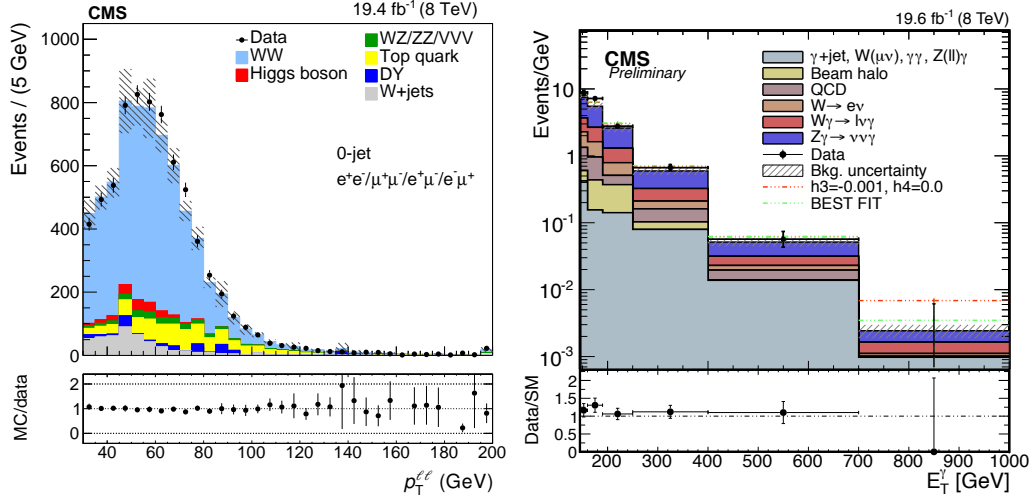 CMS
19.4 fb⁻¹ (8 TeV)
Events / (5 GeV)
1000
800
600
400
200
0
Data
WW
Higgs boson
WZ/ZZ/VVV
Top quark
DY
W+jets
0-jet
e⁺e⁻/μ⁺μ⁻/e⁺μ⁻/e⁻μ⁺
MC/data
2
1
0
40 60 80 100 120 140 160 180 200
p_T^ℓℓ (GeV)
19.6 fb⁻¹ (8 TeV)
CMS
Preliminary
Events/GeV
10
1
10⁻¹
10⁻²
10⁻³
γ+jet, W(μν), γγ, Z(ll)γ
Beam halo
QCD
W→ eν
Wγ→ lνγ
Zγ→ ννγ
Data
Bkg. uncertainty
h3=-0.001, h4=0.0
BEST FIT
Data/SM
2
1.5
1
0.5
0
200 300 400 500 600 700 800 900 1000
E_T^γ [GeV]